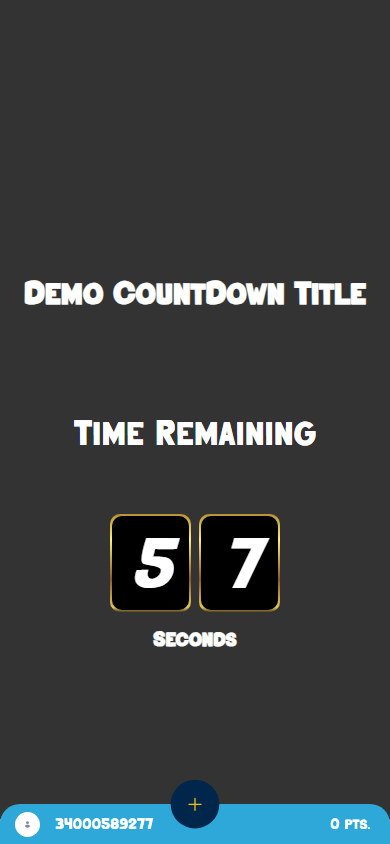 Demo CountDown Title
Time Remaining
5 7
Seconds
34000589277
0 PTS.